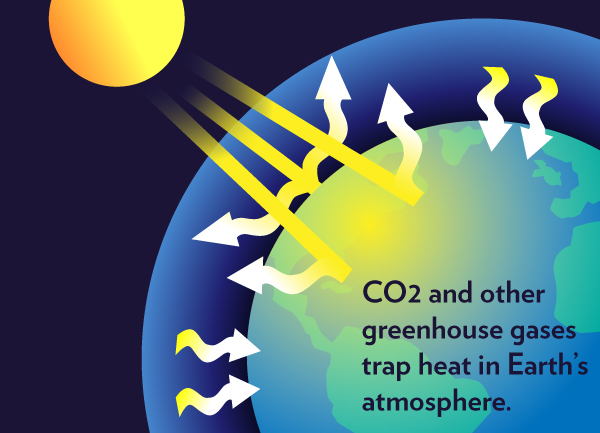 CO2 and other
greenhouse gases
trap heat in Earth's
atmosphere.